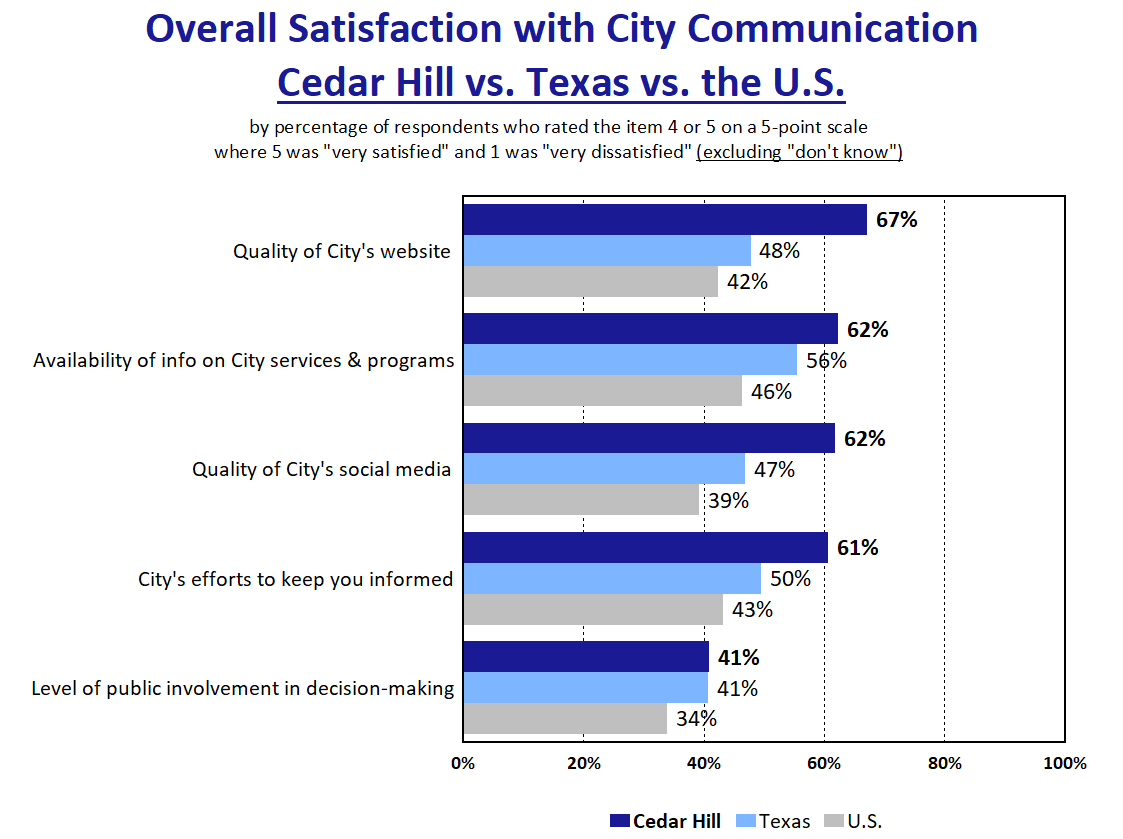 Overall Satisfaction with City Communication
Cedar Hill vs. Texas vs. the U.S.
by percentage of respondents who rated the item 4 or 5 on a 5-point scale
where 5 was "very satisfied" and 1 was "very dissatisfied" (excluding "don't know")
67%
Quality of City's website 48%
42%
62%
Availability of info on City services & programs 56%
46%
62%
Quality of City's social media 47%
39%
61%
City's efforts to keep you informed 50%
43%
41%
Level of public involvement in decision-making 41%
34%
0% 20% 40% 60% 80% 100%
Cedar Hill Texas U.S.